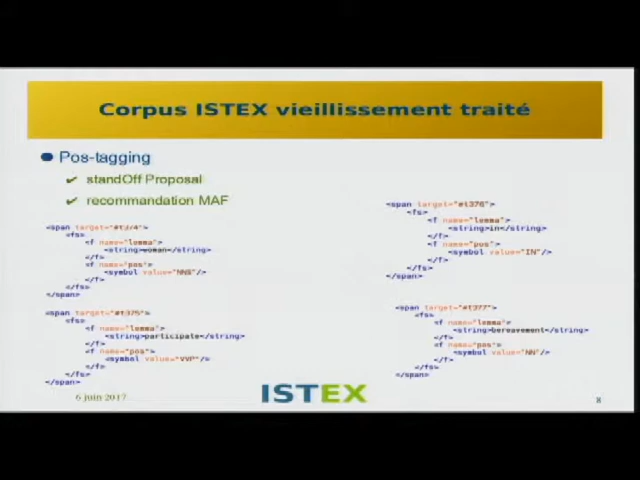 Corpus ISTEX vieillissement traité
Pos-tagging
standOff Proposal
recommandation MAF
<span target="#t374">
<fs>
<f name="lemma">
<string>woman</string>
</f>
<f name="pos">
<symbol value="NNS"/>
</f>
</fs>
</span>
<span target="#t375">
<fs>
<f name="lemma">
<string>participate</string>
</f>
<f name="pos">
<symbol value="VVP"/>
</f>
</fs>
</span>
<span target="#t376">
<fs>
<f name="lemma">
<string>in</string>
</f>
<f name="pos">
<symbol value="IN"/>
</f>
</fs>
</span>
<span target="#t377">
<fs>
<f name="lemma">
<string>bereavement</string>
</f>
<f name="pos">
<symbol value="NN"/>
</f>
</fs>
</span>
6 juin 2017
ISTEX
8